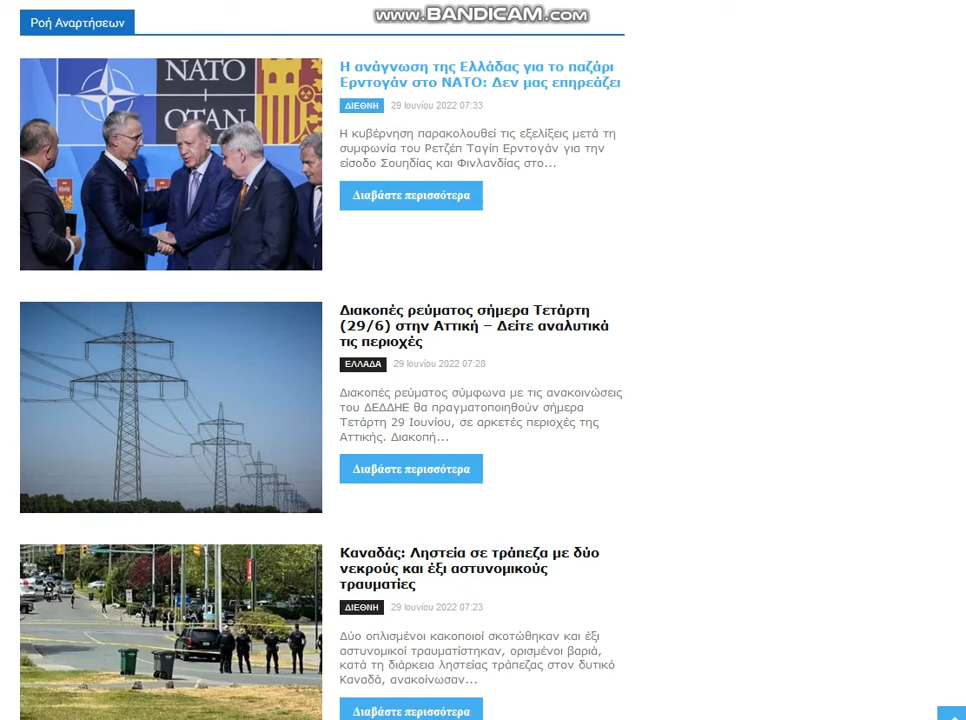 www.BANDICAM.com
Ροή Αναρτήσεων
NATO
OTAN
Η ανάγνωση της Ελλάδας για το παζάρι
Ερντογάν στο ΝΑΤΟ: Δεν μας επηρεάζει
ΔΙΕΘΝΗ 29 Ιουνίου 2022 07:33
Η κυβέρνηση παρακολουθεί τις εξελίξεις μετά τη
συμφωνία του Ρετζέπ Ταγίπ Ερντογάν για την
είσοδο Σουηδίας και Φινλανδίας στο...
Διαβάστε περισσότερα
Διακοπές ρεύματος σήμερα Τετάρτη
(29/6) στην Αττική – Δείτε αναλυτικά
τις περιοχές
ΕΛΛΑΔΑ 29 Ιουνίου 2022 07:28
Διακοπές ρεύματος σύμφωνα με τις ανακοινώσεις
του ΔΕΔΔΗΕ θα πραγματοποιηθούν σήμερα
Τετάρτη 29 Ιουνίου, σε αρκετές περιοχές της
Αττικής. Διακοπή...
Διαβάστε περισσότερα
Καναδάς: Ληστεία σε τράπεζα με δύο
νεκρούς και έξι αστυνομικούς
τραυματίες
ΔΙΕΘΝΗ 29 Ιουνίου 2022 07:23
Δύο οπλισμένοι κακοποιοί σκοτώθηκαν και έξι
αστυνομικοί τραυματίστηκαν, ορισμένοι βαριά,
κατά τη διάρκεια ληστείας τράπεζας στον δυτικό
Καναδά, ανακοίνωσαν...
Διαβάστε περισσότερα